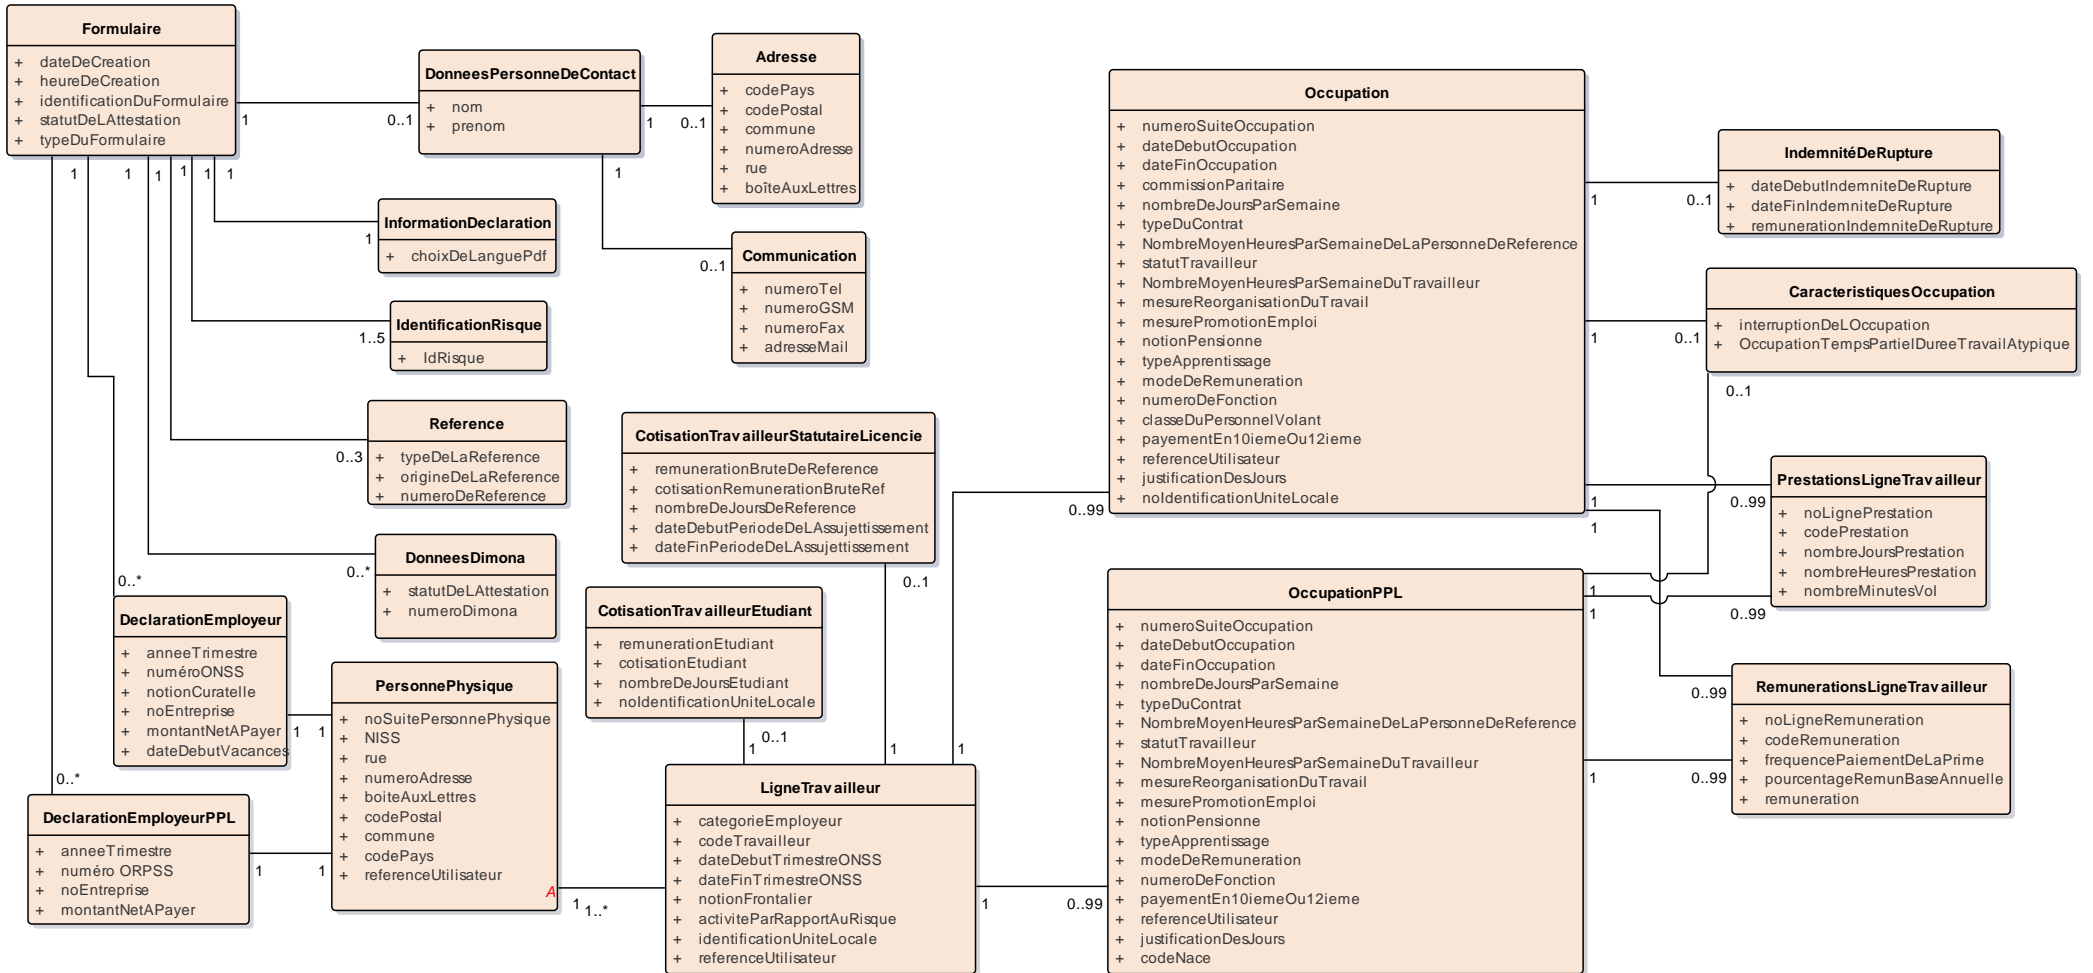 Formulaire
+ dateDeCreation
+ heureDeCreation
+ identificationDuFormulaire
+ statutDeLAttestation
+ typeDuFormulaire
1
0..1
1
1
1
1
1
1
DonneesPersonneDeContact
+ nom
+ prenom
1
0..1
1
Adresse
+ codePays
+ codePostal
+ commune
+ numeroAdresse
+ rue
+ boîteAuxLettres
InformationDeclaration
+ choixDeLanguePdf
1
Communication
+ numeroTel
+ numeroGSM
+ numeroFax
+ adresseMail
0..1
IdentificationRisque
+ IdRisque
1..5
Reference
+ typeDeLaReference
+ origineDeLaReference
+ numeroDeReference
0..3
DonneesDimona
+ statutDeLAttestation
+ numeroDimona
0..*
0..*
DeclarationEmployeur
+ anneeTrimestre
+ numéroONSS
+ notionCuratelle
+ noEntreprise
+ montantNetAPayer
+ dateDebutVacances
1
1
0..*
DeclarationEmployeurPPL
+ anneeTrimestre
+ numéro ORPSS
+ noEntreprise
+ montantNetAPayer
1
1
PersonnePhysique
+ noSuitePersonnePhysique
+ NISS
+ rue
+ numeroAdresse
+ boiteAuxLettres
+ codePostal
+ commune
+ codePays
+ referenceUtilisateur
A
1
1..*
CotisationTravailleurStatutaireLicencie
+ remunerationBruteDeReference
+ cotisationRemunerationBruteRef
+ nombreDeJoursDeReference
+ dateDebutPeriodeDeLAssujettissement
+ dateFinPeriodeDeLAssujettissement
0..1
CotisationTravailleurEtudiant
+ remunerationEtudiant
+ cotisationEtudiant
+ nombreDeJoursEtudiant
+ noIdentificationUniteLocale
0..1
1
1
1
LigneTravailleur
+ categorieEmployeur
+ codeTravailleur
+ dateDebutTrimestreONSS
+ dateFinTrimestreONSS
+ notionFrontalier
+ activiteParRapportAuRisque
+ identificationUniteLocale
+ referenceUtilisateur
1
0..99
0..99
Occupation
+ numeroSuiteOccupation
+ dateDebutOccupation
+ dateFinOccupation
+ commissionParitaire
+ nombreDeJoursParSemaine
+ typeDuContrat
+ NombreMoyenHeuresParSemaineDeLaPersonneDeReference
+ statutTravailleur
+ NombreMoyenHeuresParSemaineDuTravailleur
+ mesureReorganisationDuTravail
+ mesurePromotionEmploi
+ notionPensionne
+ typeApprentissage
+ modeDeRemuneration
+ numeroDeFonction
+ classeDuPersonnelVolant
+ payementEn10iemeOu12ieme
+ referenceUtilisateur
+ justificationDesJours
+ noIdentificationUniteLocale
1
0..1
1
0..1
1
0..99
1
OccupationPPL
+ numeroSuiteOccupation
+ dateDebutOccupation
+ dateFinOccupation
+ nombreDeJoursParSemaine
+ typeDuContrat
+ NombreMoyenHeuresParSemaineDeLaPersonneDeReference
+ statutTravailleur
+ NombreMoyenHeuresParSemaineDuTravailleur
+ mesureReorganisationDuTravail
+ mesurePromotionEmploi
+ notionPensionne
+ typeApprentissage
+ modeDeRemuneration
+ numeroDeFonction
+ payementEn10iemeOu12ieme
+ referenceUtilisateur
+ justificationDesJours
+ codeNace
1
1
0..99
0..99
1
0..99
IndemnitéDeRupture
+ dateDebutIndemniteDeRupture
+ dateFinIndemniteDeRupture
+ remunerationIndemniteDeRupture
CaracteristiquesOccupation
+ interruptionDeLOccupation
+ OccupationTempsPartielDureeTravailAtypique
0..1
PrestationsLigneTravailleur
+ noLignePrestation
+ codePrestation
+ nombreJoursPrestation
+ nombreHeuresPrestation
+ nombreMinutesVol
RemunerationsLigneTravailleur
+ noLigneRemuneration
+ codeRemuneration
+ frequencePaiementDeLaPrime
+ pourcentageRemunBaseAnnuelle
+ remuneration